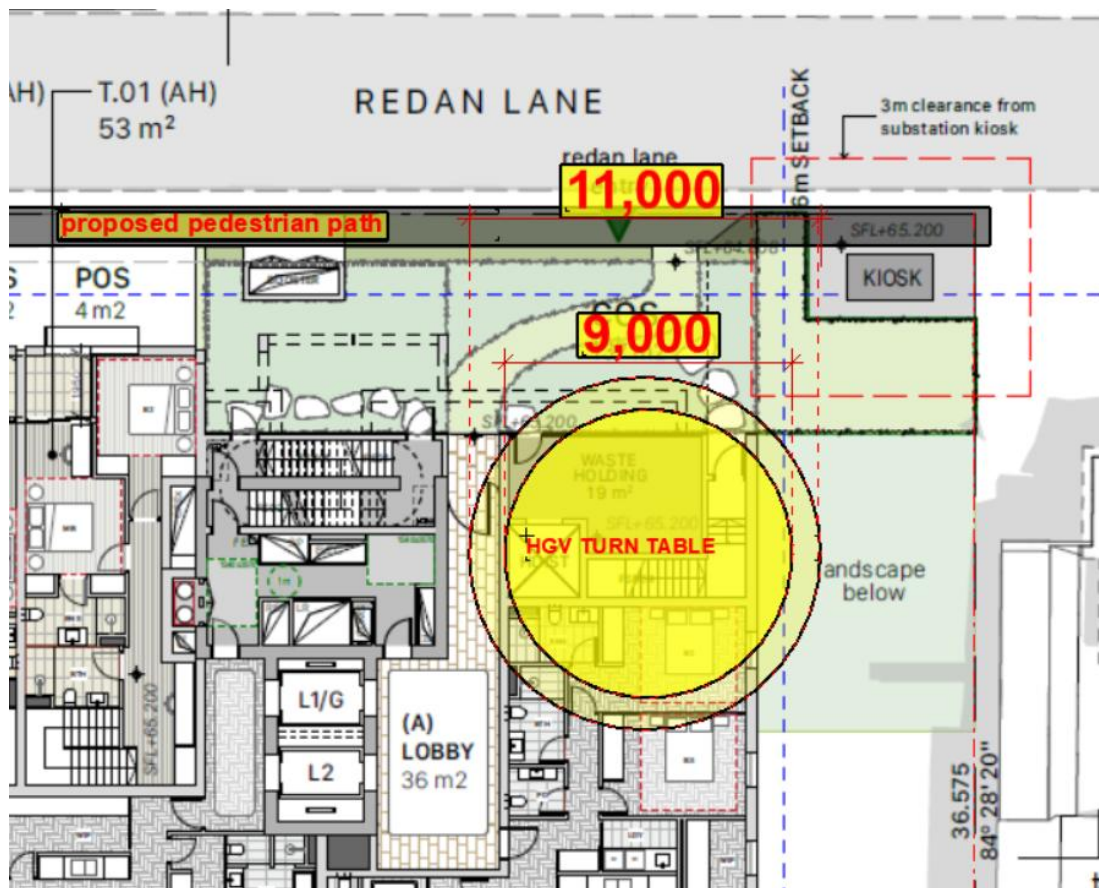 AH)
T.01 (AH)
53 m²
REDAN LANE
6m SETBACK
3m clearance from
substation kiosk
redan lane
11,000
proposed pedestrian path
SFL+65.200
KIOSK
POS
4 m2
9,000
SFL+65.200
WASTE
HOLDING
19 m²
SFL+65.200
HGV TURN TABLE
andscape
below
L1/G
L2
(A)
LOBBY
36 m2
SFL+65.200
36.575
84° 28' 20"